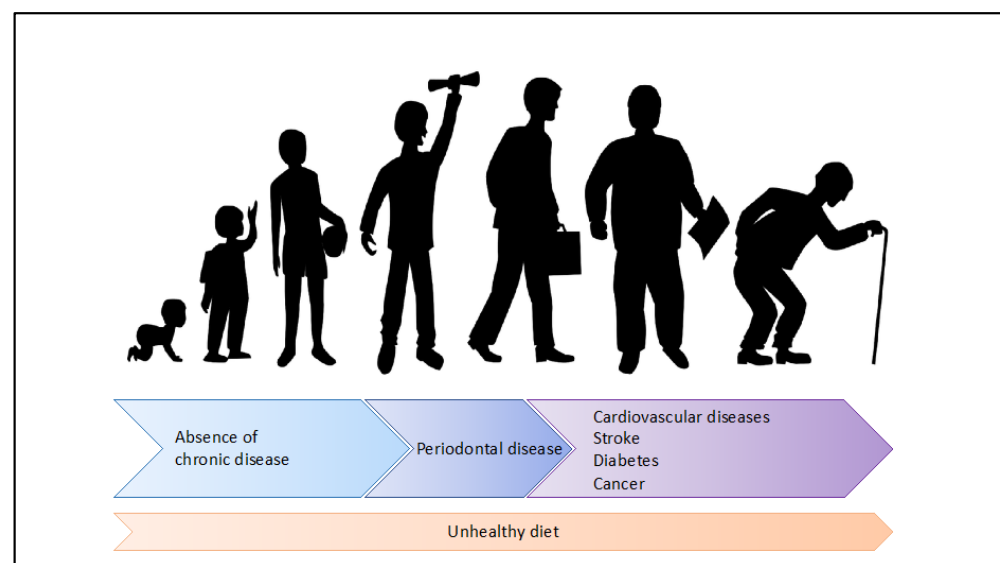 Absence of
chronic disease
Periodontal disease
Cardiovascular diseases
Stroke
Diabetes
Cancer
Unhealthy diet